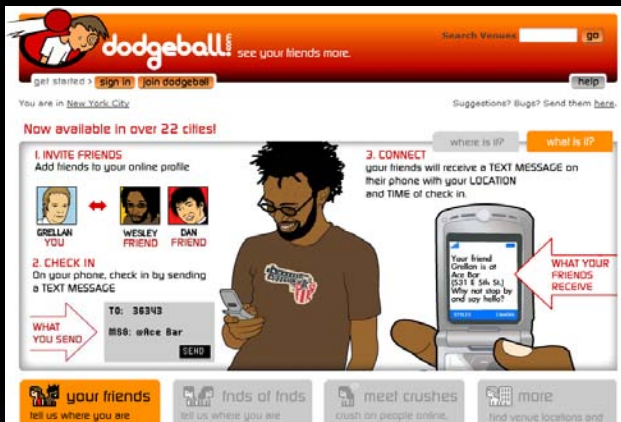 dodgeball.com
see your friends more.
Search Venues
go
get started >
sign in
join dodgeball
help
You are in New York City
Suggestions? Bugs? Send them here.
Now available in over 22 cities!
where is it?
what is it?
1. INVITE FRIENDS
Add friends to your online profile
GRELLAN
YOU
WESLEY
FRIEND
DAN
FRIEND
2. CHECK IN
On your phone, check in by sending
a TEXT MESSAGE
WHAT
YOU SEND
TO: 36343
MSG: @Ace Bar
SEND
3. CONNECT
your friends will receive a TEXT MESSAGE on
their phone with your LOCATION
and TIME of check in.
Your friend
Grellan is at
Ace Bar
(531 E 5th St.)
Why not stop by
and say hello?
WHAT YOUR
FRIENDS
RECEIVE
your friends
tell us where you are
fnds of fnds
tell us where you are
meet crushes
crush on people online,
more
find venue locations and